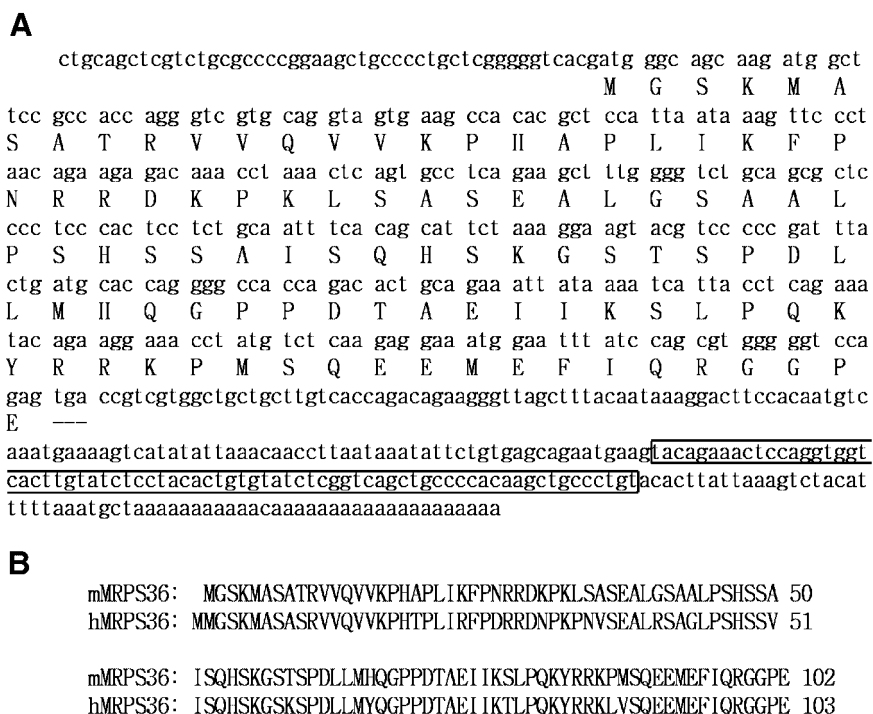 A
ctgcagctcgtctgcgccccggaagctgcccctgctcgggggtcacgatg ggc agc aag atg gct
M G S K M A
tcc gcc acc agg gtc gtg cag gta gtg aag cca cac gct cca tta ata aag ttc cct
S A T R V V Q V V K P H A P L I K F P
aac aga aga gac aaa cct aaa ctc agt gcc tca gaa gct ttg ggg tct gca gcg ctc
N R R D K P K L S A S E A L G S A A L
ccc tcc cac tcc tct gca att tca cag cat tct aaa gga agt acg tcc ccc gat tta
P S H S S A I S Q H S K G S T S P D L
ctg atg cac cag ggg cca cca gac act gca gaa att ata aaa tca tta cct cag aaa
L M H Q G P P D T A E I I K S L P Q K
tac aga agg aaa cct atg tct caa gag gaa atg gaa ttt atc cag cgt ggg ggt cca
Y R R K P M S Q E E M E F I Q R G G P
gag tga ccgtcgtggctgctgcttgtcaccagacagaagggttagctttacaataaaggacttccacaatgtc
E ---
aaatgaaaagtcatatattaaacaaccttaataaatattctgtgagcagaatgaagtacagaaactccaggtggt
cacttgtatctcctacactgtgtatctcggtcagctgccccacaagctgccctgtacacttattaaagtctacat
ttttaaatgctaaaaaaaaaaacaaaaaaaaaaaaaaaaaaa
B
mMRPS36: MGSKMASATRVVQVVKPHAPLIKFPNRRDKPKLSASEALGSAALPSHSSA 50
hMRPS36: MMGSKMASASRVVQVVKPHTPLIRFPDRRDNPKPNVSEALRSAGLPSHSSV 51
mMRPS36: ISQHSKGSTSPDLLMHQGPPDTAEIIKSLPQKYRRKPMSQEEMEFIQRGGPE 102
hMRPS36: ISQHSKGSKSPDLLMYQGPPDTAEIIKTLPQKYRRKLVSQEEMEFIQRGGPE 103